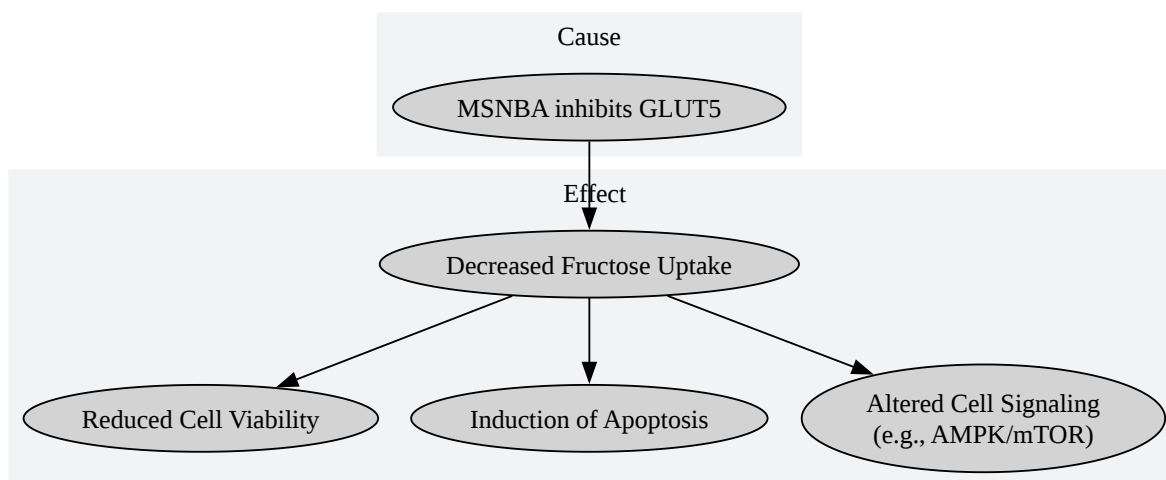 Cause
MSNBA inhibits GLUT5
Effect
Decreased Fructose Uptake
Reduced Cell Viability
Induction of Apoptosis
Altered Cell Signaling
(e.g., AMPK/mTOR)